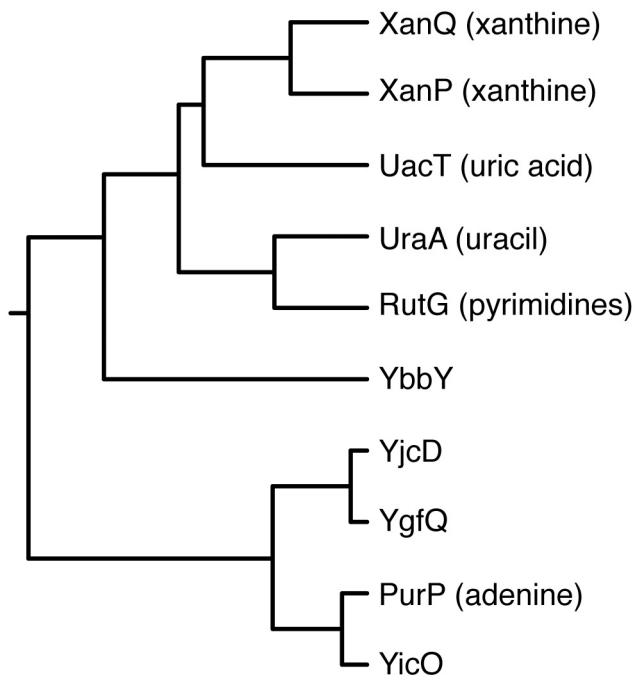 XanQ (xanthine)
XanP (xanthine)
UacT (uric acid)
UraA (uracil)
RutG (pyrimidines)
YbbY
YjcD
YgfQ
PurP (adenine)
YicO